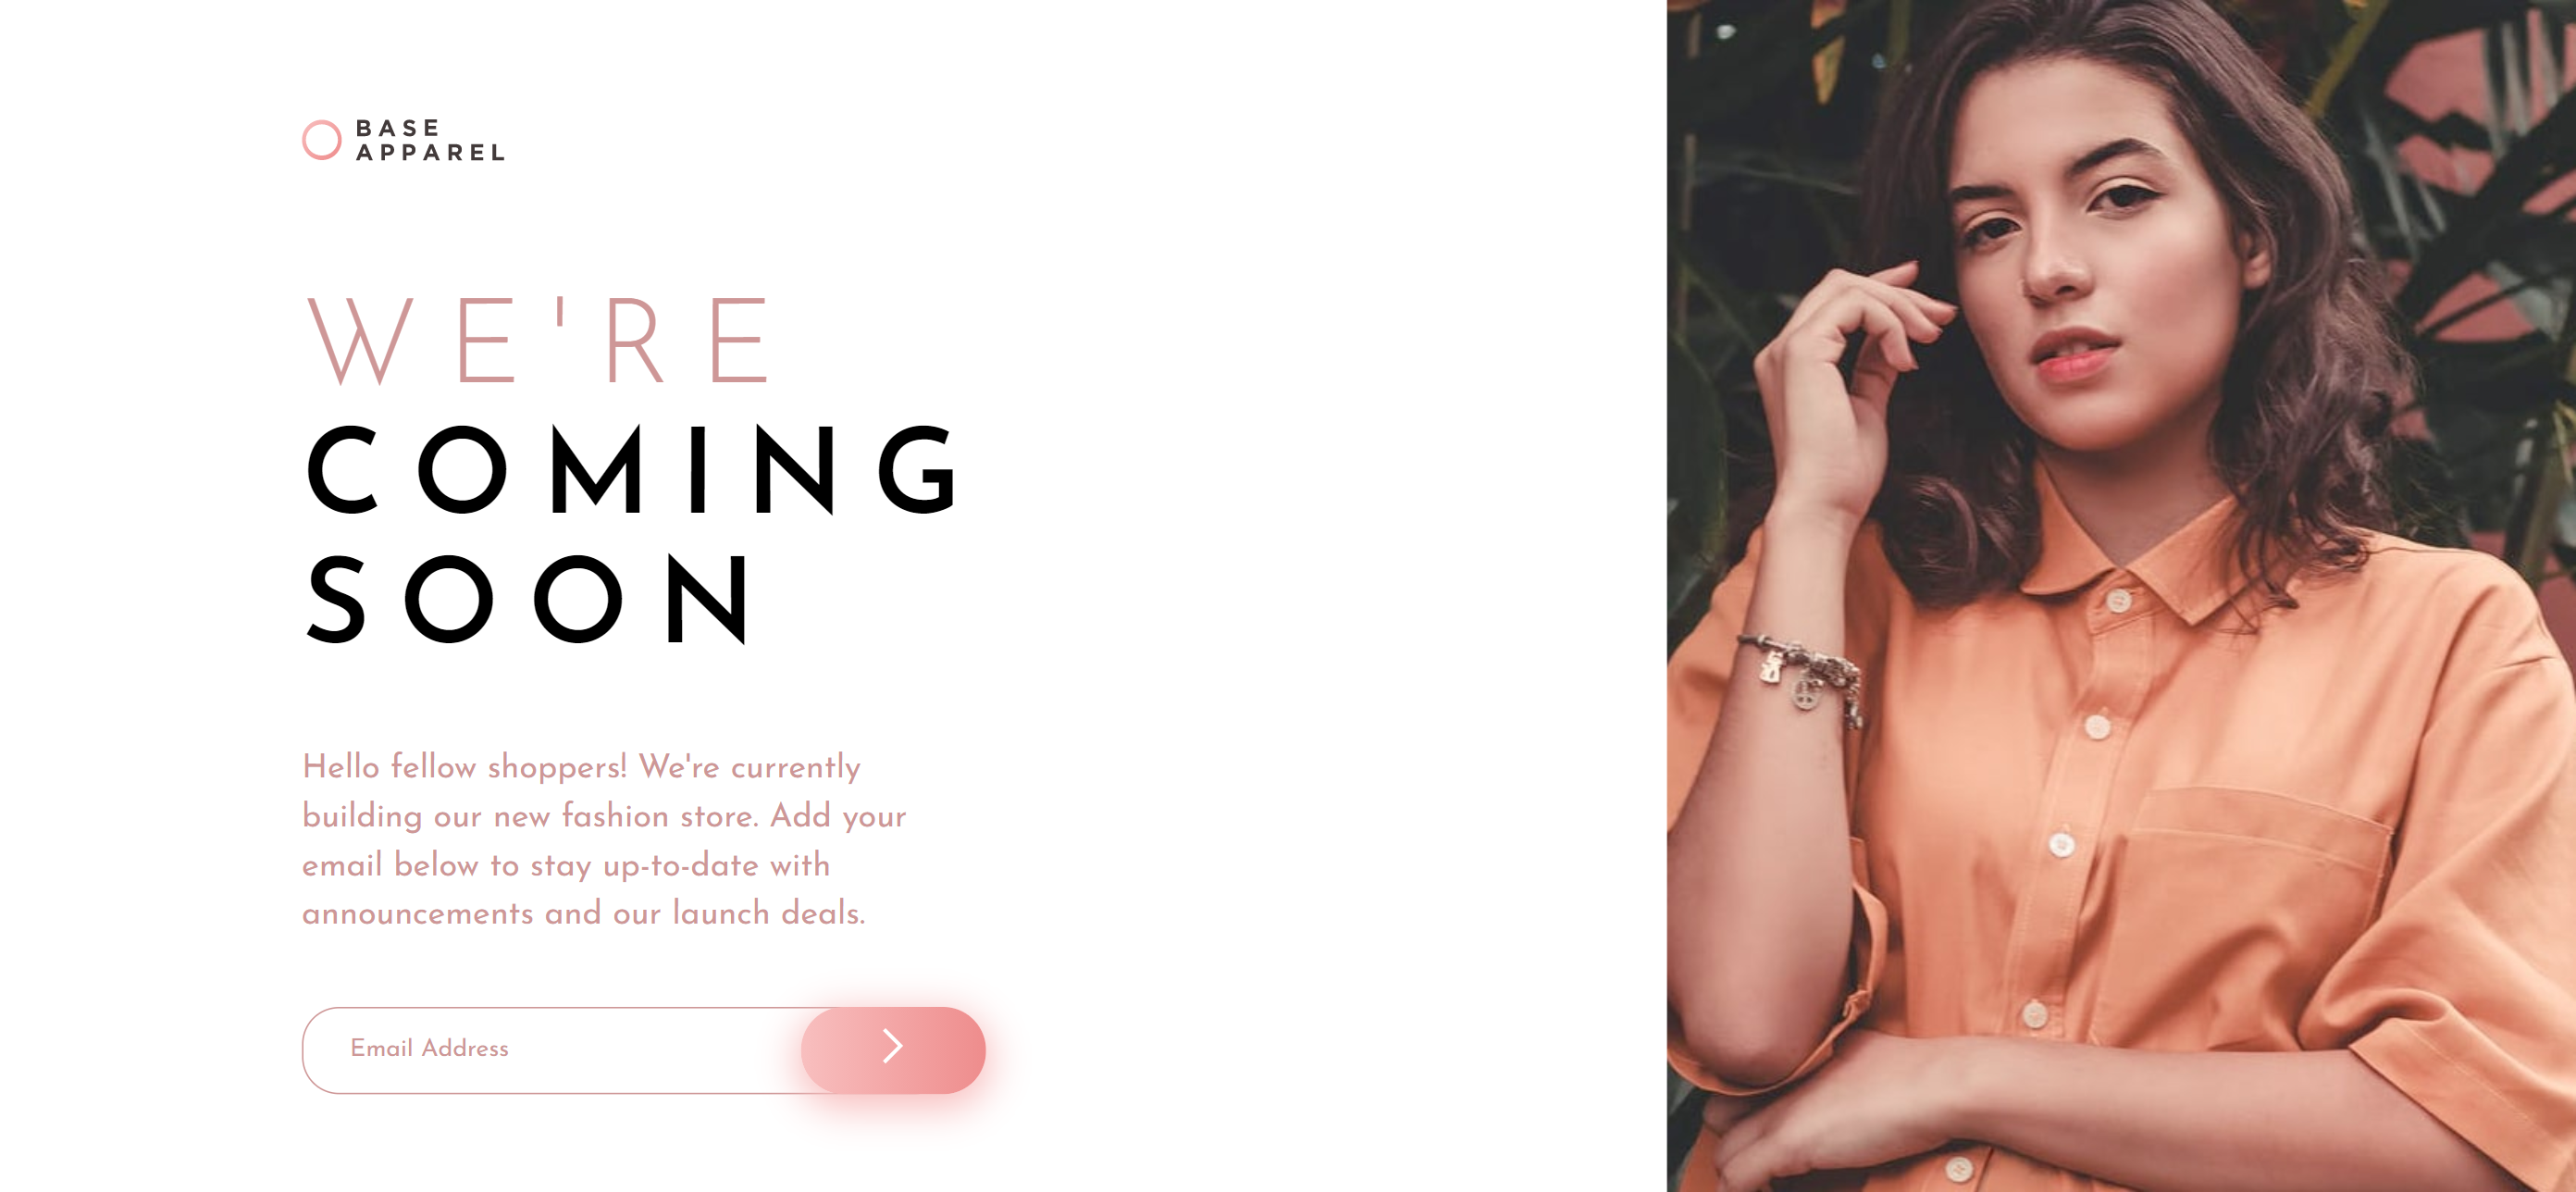 BASE
APPAREL
WE'RE
COMING
SOON
Hello fellow shoppers! We're currently
building our new fashion store. Add your
email below to stay up-to-date with
announcements and our launch deals.
Email Address